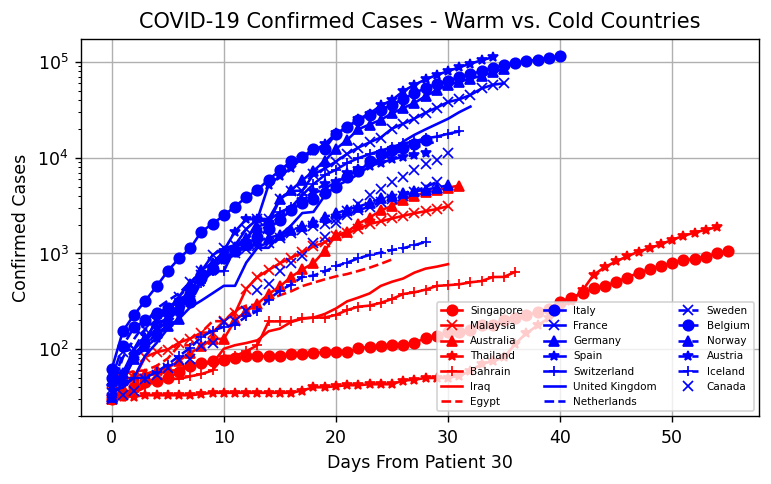 COVID-19 Confirmed Cases - Warm vs. Cold Countries
Confirmed Cases
10^5
10^4
10^3
10^2
0 10 20 30 40 50
Days From Patient 30
Singapore
Malaysia
Australia
Thailand
Bahrain
Iraq
Egypt
Italy
France
Germany
Spain
Switzerland
United Kingdom
Netherlands
Sweden
Belgium
Norway
Austria
Iceland
Canada